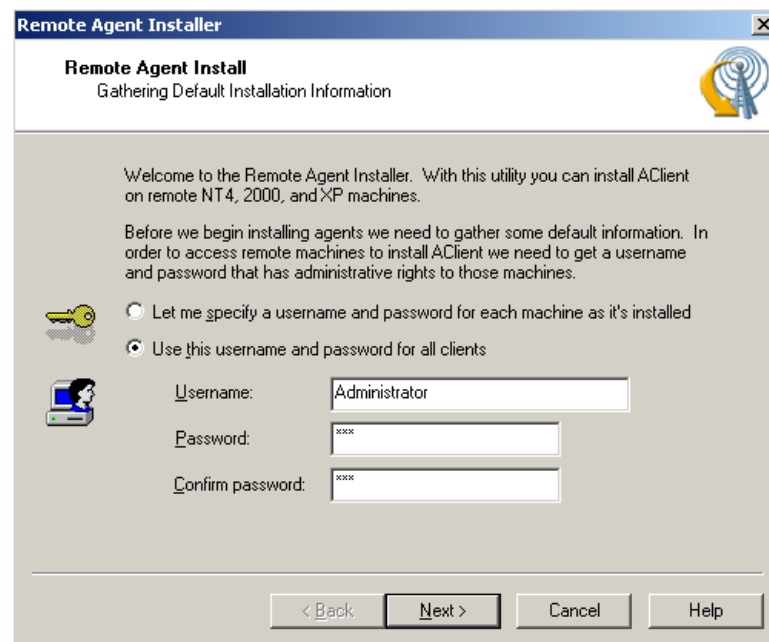 Remote Agent Installer
Remote Agent Install
Gathering Default Installation Information
Welcome to the Remote Agent Installer. With this utility you can install AClient
on remote NT4, 2000, and XP machines.
Before we begin installing agents we need to gather some default information. In
order to access remote machines to install AClient we need to get a username
and password that has administrative rights to those machines.
Let me specify a username and password for each machine as it's installed
Use this username and password for all clients
Username: Administrator
Password: ***
Confirm password: ***
< Back Next > Cancel Help